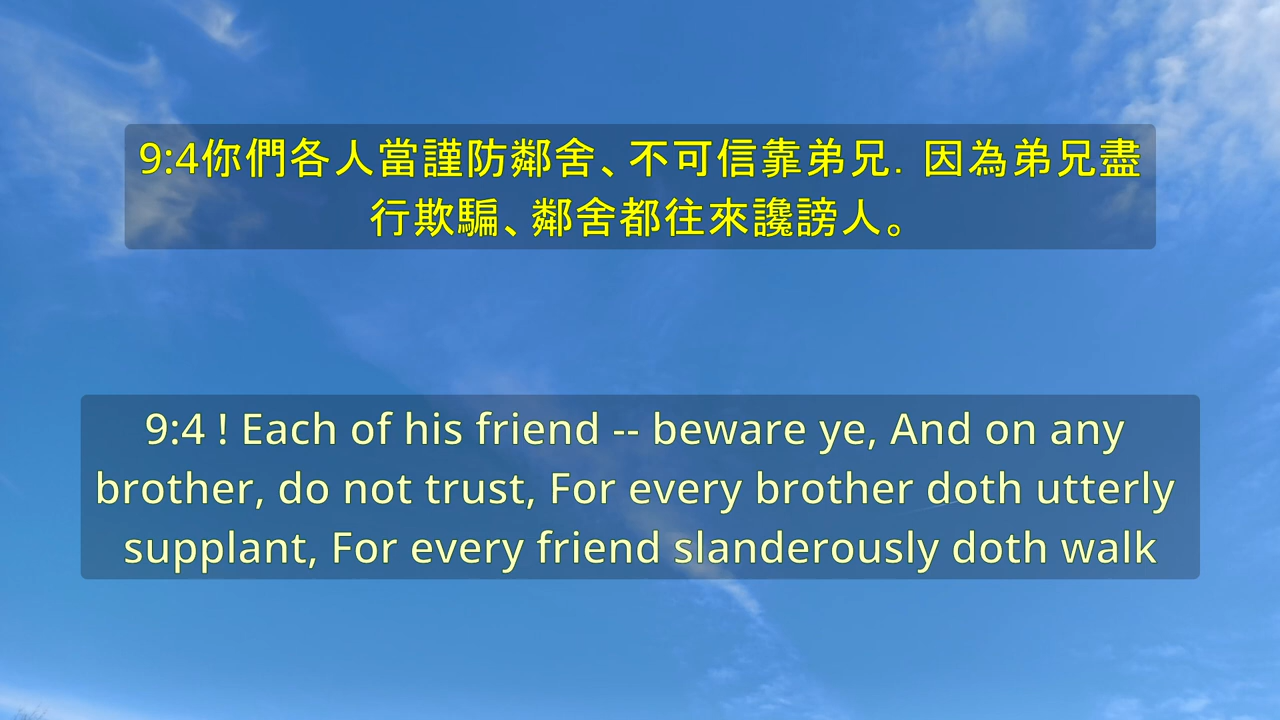 9:4你們各人當謹防鄰舍、不可信靠弟兄．因為弟兄盡
行欺騙、鄰舍都往來讒謗人。
9:4 ! Each of his friend -- beware ye, And on any
brother, do not trust, For every brother doth utterly
supplant, For every friend slanderously doth walk